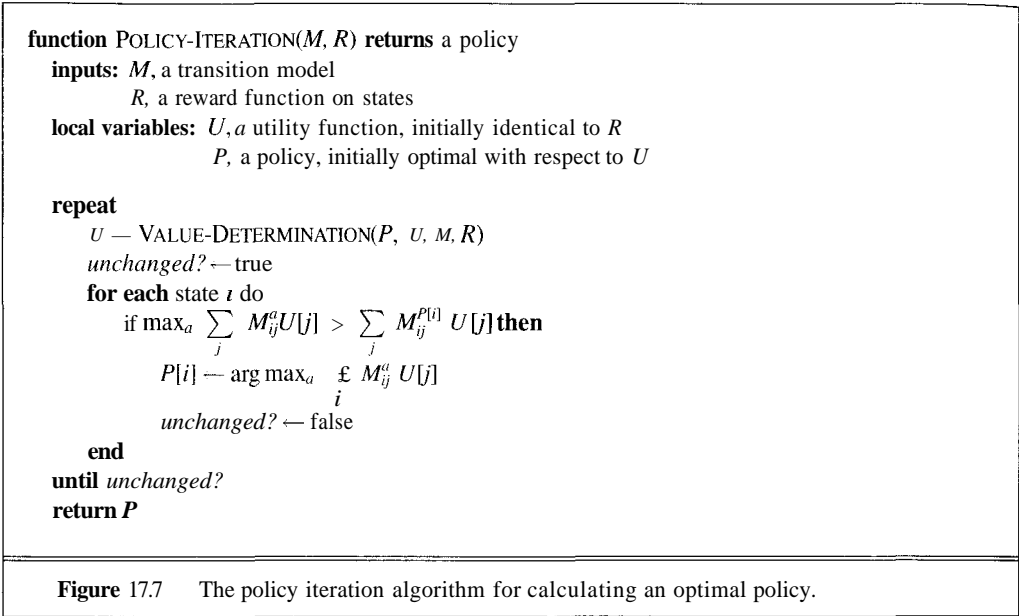 function POLICY-ITERATION(M, R) returns a policy
inputs: M, a transition model
R, a reward function on states
local variables: U, a utility function, initially identical to R
P, a policy, initially optimal with respect to U
repeat
U — VALUE-DETERMINATION(P, U, M, R)
unchanged? ← true
for each state i do
if max_a ∑_j M^a_ij U[j] > ∑_j M^P[i]_ij U[j] then
P[i] — arg max_a £_i M^a_ij U[j]
unchanged? ← false
end
until unchanged?
return P
Figure 17.7 The policy iteration algorithm for calculating an optimal policy.